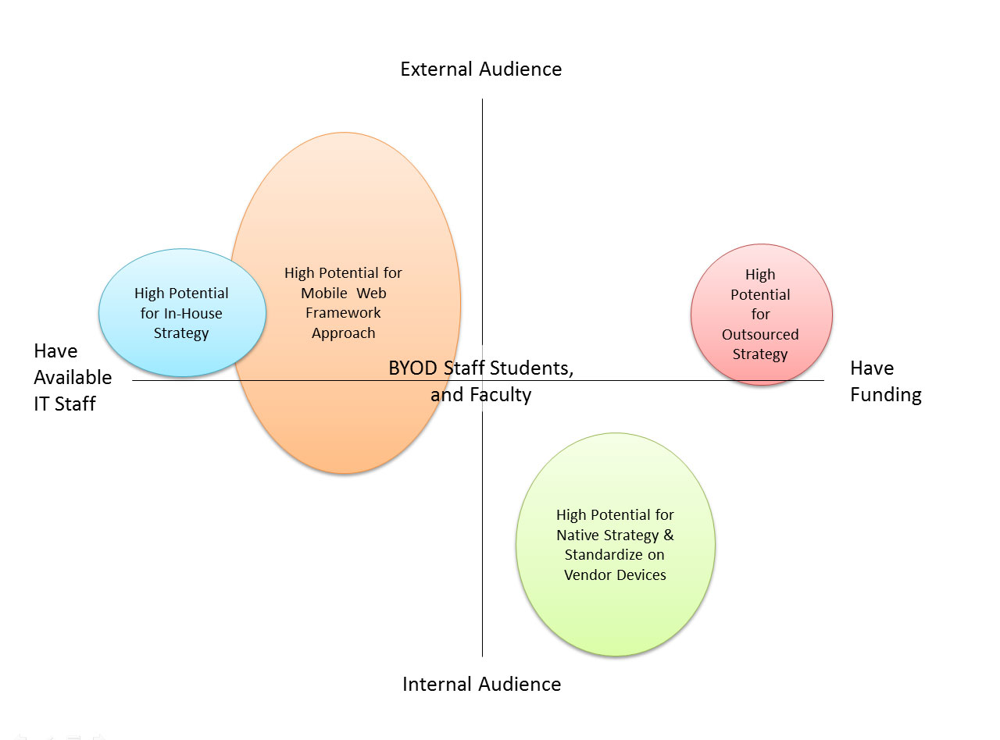 External Audience
High Potential
for In-House
Strategy
High Potential for
Mobile  Web
Framework
Approach
High
Potential
for
Outsourced
Strategy
Have
Available
IT Staff
BYOD Staff Students,
and Faculty
Have
Funding
High Potential for
Native Strategy &
Standardize on
Vendor Devices
Internal Audience